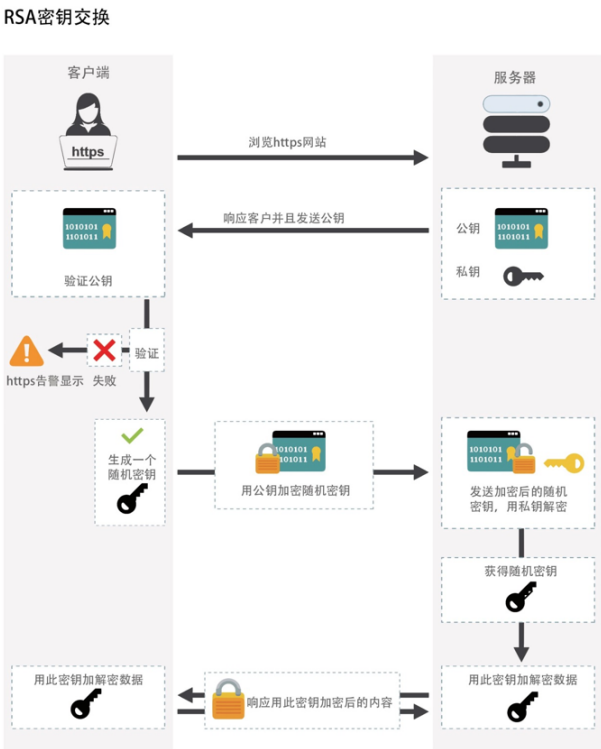 RSA密钥交换
客户端
服务器
https
浏览https网站
响应客户并且发送公钥
1010101
1101011
验证公钥
公钥
1010101
1101011
私钥
验证
https告警显示
失败
生成一个
随机密钥
1010101
1101011
用公钥加密随机密钥
1010101
1101011
发送加密后的随机
密钥，用私钥解密
获得随机密钥
用此密钥加解密数据
响应用此密钥加密后的内容
用此密钥加解密数据